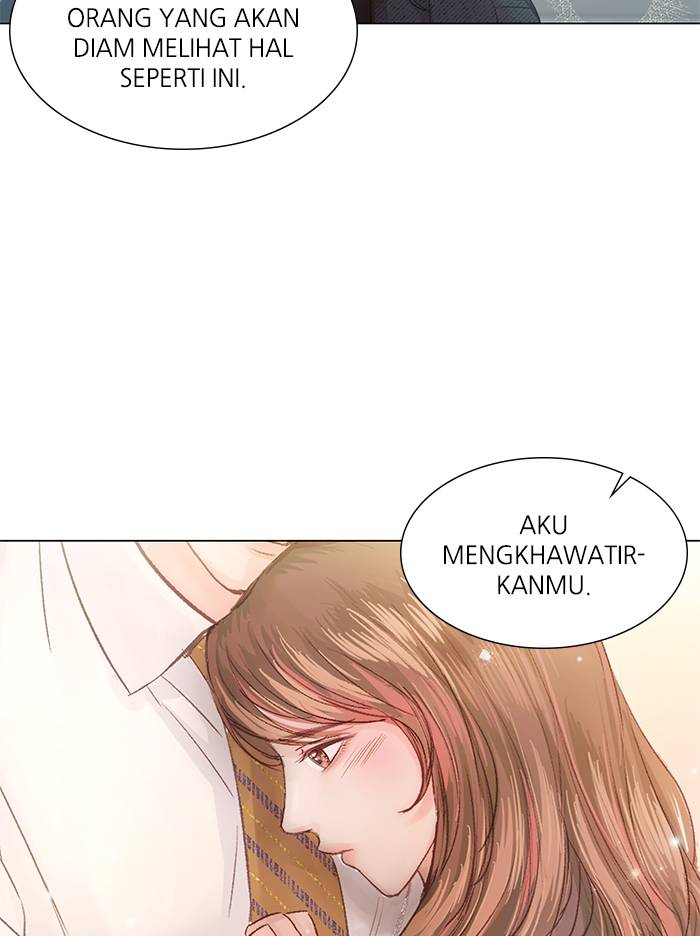 ORANG YANG AKAN
DIAM MELIHAT HAL
SEPERTI INI.
AKU
MENGKHAWATIR-
KANMU.